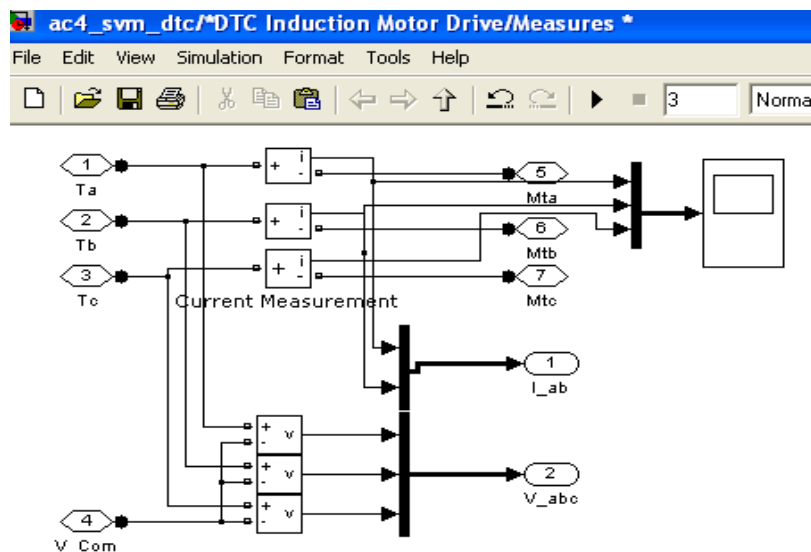 ac4_svm_dtc/*DTC Induction Motor Drive/Measures *
File Edit View Simulation Format Tools Help
3 Norma
1
Ta
+ i -
5
Mta
2
Tb
+ i -
6
Mtb
3
Tc
+ i -
7
Mtc
Current Measurement
1
I_ab
+ - v
+ - v
2
V_abc
+ - v
4
V_Com